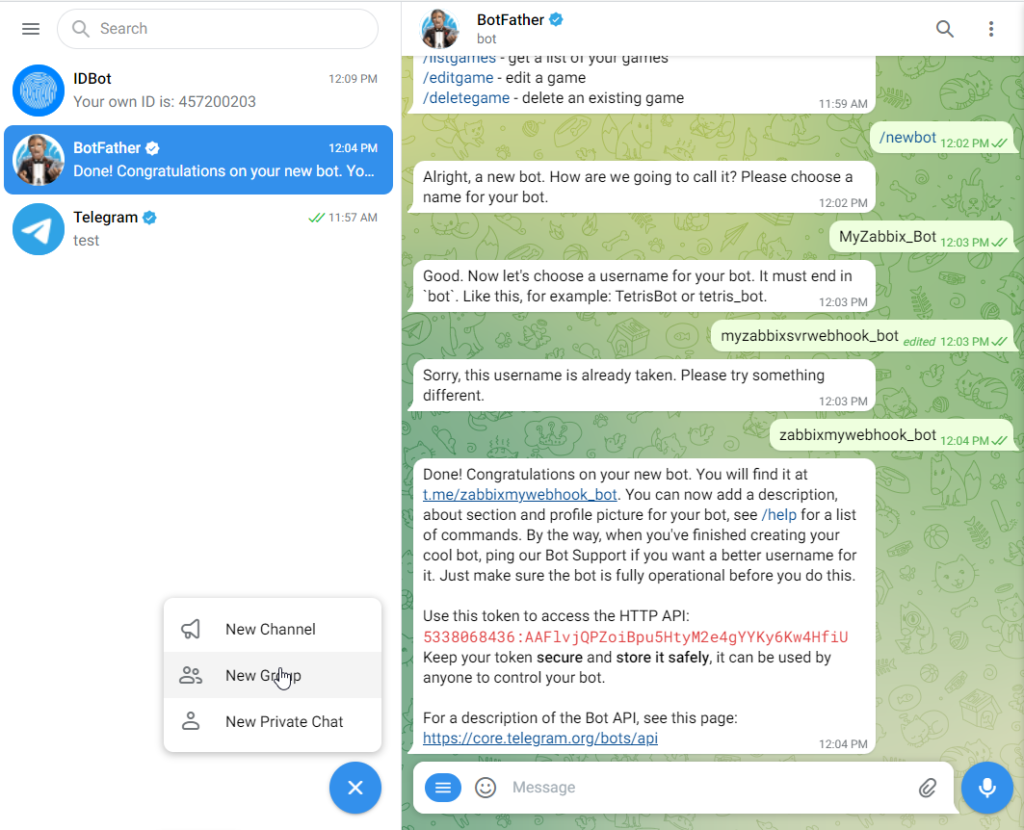 Search
IDBot
12:09 PM
Your own ID is: 457200203
BotFather
12:04 PM
Done! Congratulations on your new bot. Yo...
Telegram
11:57 AM
test
New Channel
New Group
New Private Chat
BotFather
bot
/listgames - get a list of your games
/editgame - edit a game
/deletegame - delete an existing game
11:59 AM
/newbot
12:02 PM
Alright, a new bot. How are we going to call it? Please choose a
name for your bot.
12:02 PM
MyZabbix_Bot
12:03 PM
Good. Now let's choose a username for your bot. It must end in
`bot`. Like this, for example: TetrisBot or tetris_bot.
12:03 PM
myzabbixsvrwebhook_bot
edited 12:03 PM
Sorry, this username is already taken. Please try something
different.
12:03 PM
zabbixmywebhook_bot
12:04 PM
Done! Congratulations on your new bot. You will find it at
t.me/zabbixmywebhook_bot. You can now add a description,
about section and profile picture for your bot, see /help for a list
of commands. By the way, when you've finished creating your
cool bot, ping our Bot Support if you want a better username for
it. Just make sure the bot is fully operational before you do this.
Use this token to access the HTTP API:
5338068436:AAFlvjQPZoiBpu5HtyM2e4gYYKy6Kw4HfiU
Keep your token secure and store it safely, it can be used by
anyone to control your bot.
For a description of the Bot API, see this page:
https://core.telegram.org/bots/api
12:04 PM
Message